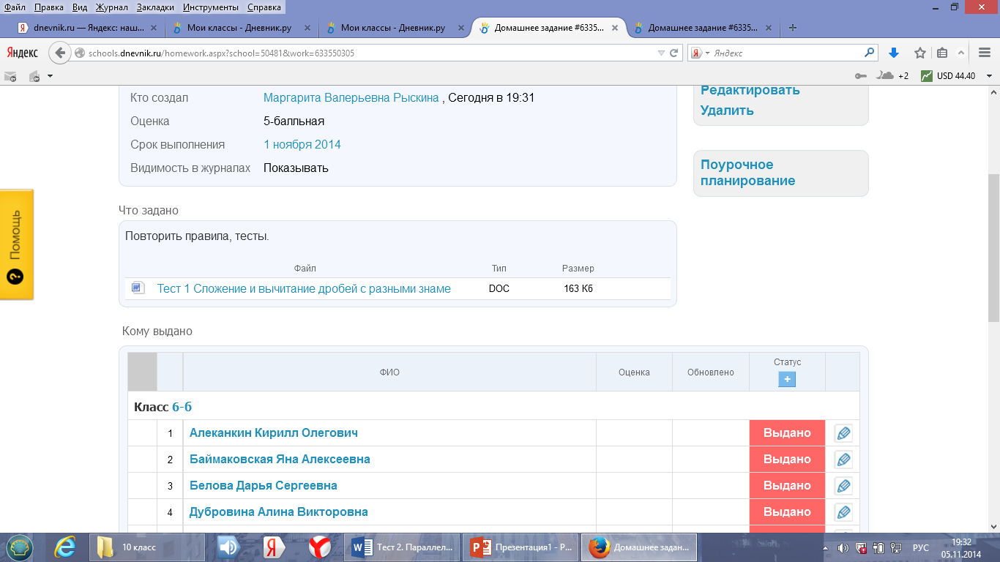 Файл Правка Вид Журнал Закладки Инструменты Справка
dnevnik.ru — Яндекс: наш... Мои классы - Дневник.ру Мои классы - Дневник.ру Домашнее задание #6335... Домашнее задание #6335...
Яндекс schools.dnevnik.ru/homework.aspx?school=50481&work=633550305 Яндекс
+2 USD 44.40
Кто создал Маргарита Валерьевна Рыскина , Сегодня в 19:31
Оценка 5-балльная
Срок выполнения 1 ноября 2014
Видимость в журналах Показывать
Редактировать
Удалить
Поурочное
планирование
Помощь
Что задано
Повторить правила, тесты.
Файл Тип Размер
Тест 1 Сложение и вычитание дробей с разными знаме DOC 163 Кб
Кому выдано
ФИО Оценка Обновлено Статус
+
Класс 6-б
1 Алеканкин Кирилл Олегович Выдано
2 Баймаковская Яна Алексеевна Выдано
3 Белова Дарья Сергеевна Выдано
4 Дубровина Алина Викторовна Выдано
10 класс Тест 2. Параллел... Презентация1 - P... Домашнее задан... РУС 19:32
05.11.2014